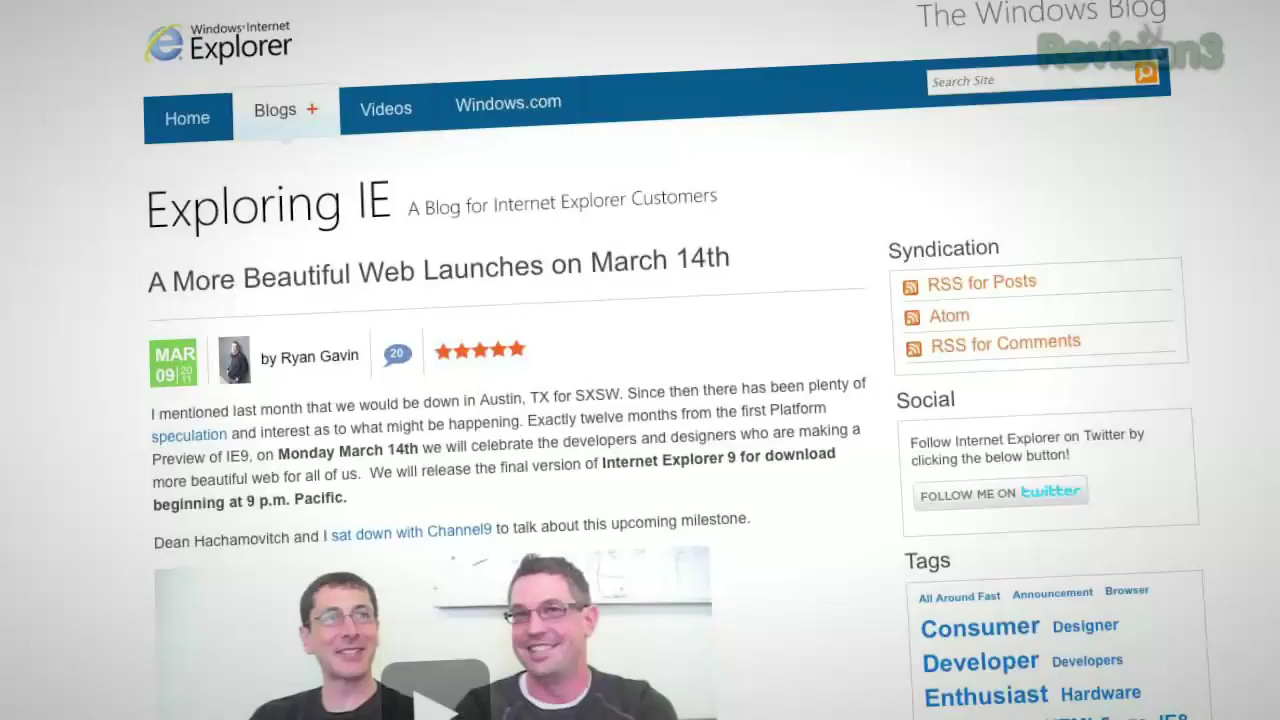 Windows Internet
Explorer
The Windows Blog
Revision3
Home
Blogs +
Videos
Windows.com
Search Site
Exploring IE A Blog for Internet Explorer Customers
A More Beautiful Web Launches on March 14th
MAR
09 2011
by Ryan Gavin
20
I mentioned last month that we would be down in Austin, TX for SXSW. Since then there has been plenty of
speculation and interest as to what might be happening. Exactly twelve months from the first Platform
Preview of IE9, on Monday March 14th we will celebrate the developers and designers who are making a
more beautiful web for all of us. We will release the final version of Internet Explorer 9 for download
beginning at 9 p.m. Pacific.
Dean Hachamovitch and I sat down with Channel9 to talk about this upcoming milestone.
Syndication
RSS for Posts
Atom
RSS for Comments
Social
Follow Internet Explorer on Twitter by
clicking the below button!
FOLLOW ME ON twitter
Tags
All Around Fast Announcement Browser
Consumer Designer
Developer Developers
Enthusiast Hardware
IE8